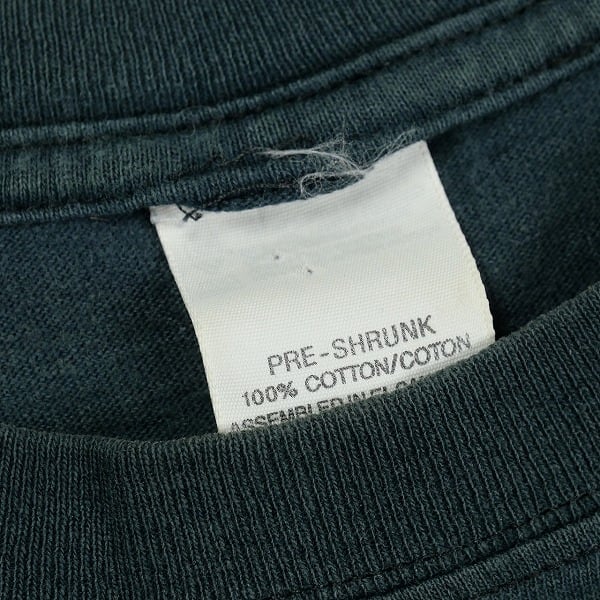 PRE-SHRUNK
100% COTTON/COTON
ASSEMBLED IN